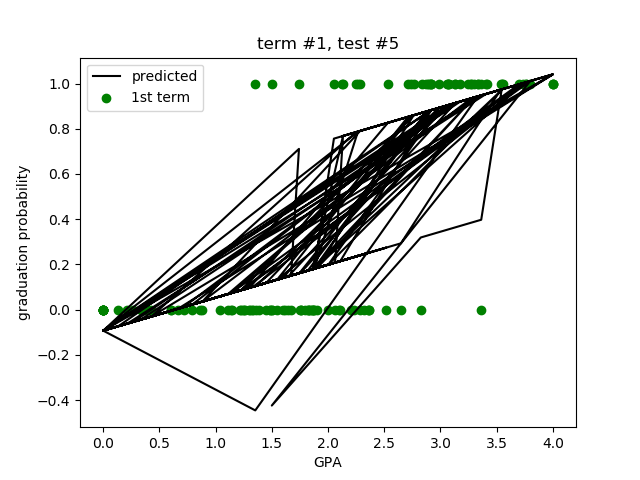 term #1, test #5
predicted
1st term
graduation probability
1.0
0.8
0.6
0.4
0.2
0.0
−0.2
−0.4
0.0 0.5 1.0 1.5 2.0 2.5 3.0 3.5 4.0
GPA